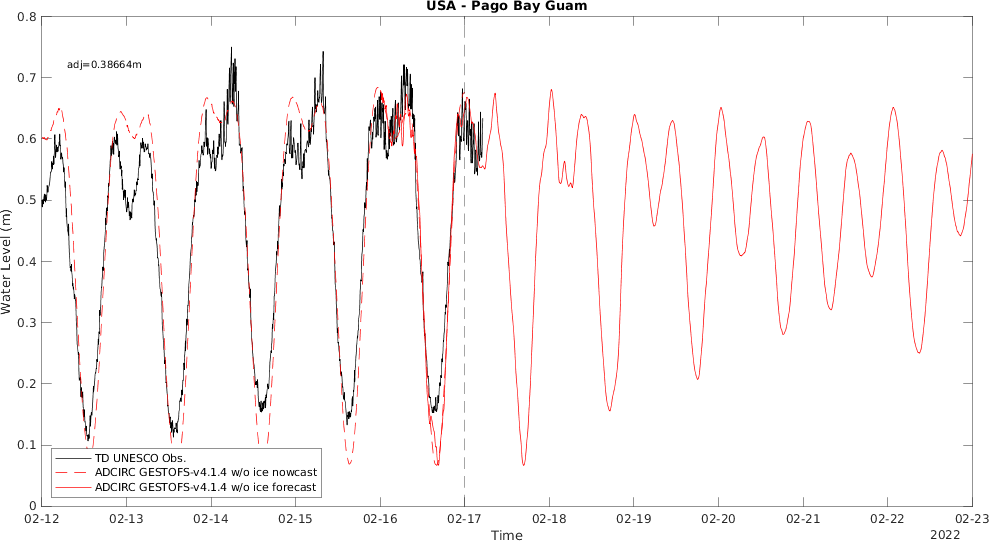 USA - Pago Bay Guam
adj=0.38664m
0.8
0.7
0.6
0.5
0.4
0.3
0.2
0.1
0
Water Level (m)
TD UNESCO Obs.
ADCIRC GESTOFS-v4.1.4 w/o ice nowcast
ADCIRC GESTOFS-v4.1.4 w/o ice forecast
02-12 02-13 02-14 02-15 02-16 02-17 02-18 02-19 02-20 02-21 02-22 02-23
Time
2022